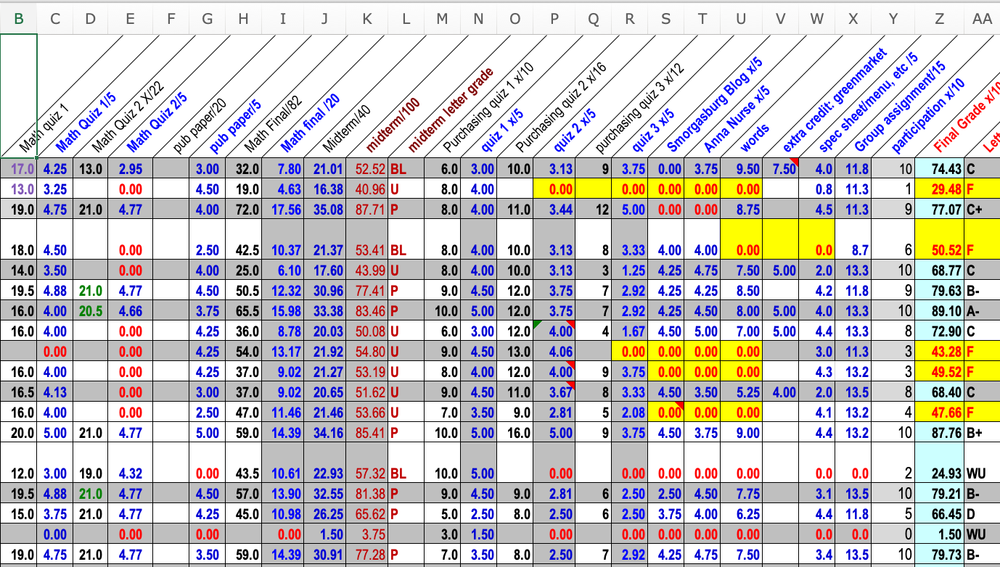 B C D E F G H I J K L M N O P Q R S T U V W X Y Z AA
Math quiz 1
Math Quiz 1/5
Math Quiz 2 X/22
Math Quiz 2/5
pub paper/20
pub paper/5
Math Final/82
Math final /20
Midterm/40
midterm/100
midterm letter grade
Purchasing quiz 1 x/10
quiz 1 x/5
Purchasing quiz 2 x/16
quiz 2 x/5
purchasing quiz 3 x/12
quiz 3 x/5
Smorgasburg Blog x/5
Anna Nurse x/5
words
extra credit: greenmarket
spec sheet/menu, etc /5
Group assignment/15
participation x/10
Final Grade x/10
Lett
17.0 4.25 13.0 2.95 3.00 32.0 7.80 21.01 52.52 BL 6.0 3.00 10.0 3.13 9 3.75 0.00 3.75 9.50 7.50 4.0 11.8 10 74.43 C
13.0 3.25 0.00 4.50 19.0 4.63 16.38 40.96 U 8.0 4.00 0.00 0.00 0.00 0.00 0.00 0.8 11.3 1 29.48 F
19.0 4.75 21.0 4.77 4.00 72.0 17.56 35.08 87.71 P 8.0 4.00 11.0 3.44 12 5.00 0.00 0.00 8.75 4.5 11.3 9 77.07 C+
18.0 4.50 0.00 2.50 42.5 10.37 21.37 53.41 BL 8.0 4.00 10.0 3.13 8 3.33 4.00 4.00 0.00 0.0 8.7 6 50.52 F
14.0 3.50 0.00 4.00 25.0 6.10 17.60 43.99 U 8.0 4.00 10.0 3.13 3 1.25 4.25 4.75 7.50 5.00 2.0 13.3 10 68.77 C
19.5 4.88 21.0 4.77 4.50 50.5 12.32 30.96 77.41 P 9.0 4.50 12.0 3.75 7 2.92 4.25 4.25 8.50 4.2 11.8 9 79.63 B-
16.0 4.00 20.5 4.66 3.75 65.5 15.98 33.38 83.46 P 10.0 5.00 12.0 3.75 7 2.92 4.25 4.50 8.00 5.00 4.0 13.3 10 89.10 A-
16.0 4.00 0.00 4.25 36.0 8.78 20.03 50.08 U 6.0 3.00 12.0 4.00 4 1.67 4.50 5.00 7.00 5.00 4.4 13.3 8 72.90 C
0.00 0.00 4.25 54.0 13.17 21.92 54.80 U 9.0 4.50 13.0 4.06 0.00 0.00 0.00 0.00 3.0 11.3 3 43.28 F
16.0 4.00 0.00 4.25 37.0 9.02 21.27 53.19 U 8.0 4.00 12.0 4.00 9 3.75 0.00 0.00 0.00 4.3 13.2 3 49.52 F
16.5 4.13 0.00 3.00 37.0 9.02 20.65 51.62 U 9.0 4.50 11.0 3.67 8 3.33 4.50 3.50 5.25 4.00 2.0 13.5 8 68.40 C
16.0 4.00 0.00 2.50 47.0 11.46 21.46 53.66 U 7.0 3.50 9.0 2.81 5 2.08 0.00 0.00 0.00 4.1 13.2 4 47.66 F
20.0 5.00 21.0 4.77 5.00 59.0 14.39 34.16 85.41 P 10.0 5.00 16.0 5.00 9 3.75 4.50 3.75 9.00 4.4 13.2 10 87.76 B+
12.0 3.00 19.0 4.32 0.00 43.5 10.61 22.93 57.32 BL 10.0 5.00 0.00 0.00 0.00 0.00 0.00 0.0 0.0 2 24.93 WU
19.5 4.88 21.0 4.77 4.50 57.0 13.90 32.55 81.38 P 9.0 4.50 9.0 2.81 6 2.50 2.50 4.50 7.75 3.1 13.5 10 79.21 B-
15.0 3.75 21.0 4.77 4.25 45.0 10.98 26.25 65.62 P 5.0 2.50 8.0 2.50 6 2.50 3.75 4.00 6.25 4.4 11.8 5 66.45 D
0.00 0.00 0.00 0.00 1.50 3.75 3.0 1.50 0.00 0.00 0.00 0.00 0.00 0.0 0.0 0 1.50 WU
19.0 4.75 21.0 4.77 3.50 59.0 14.39 30.91 77.28 P 7.0 3.50 8.0 2.50 7 2.92 4.25 4.75 7.50 3.4 13.5 10 79.73 B-